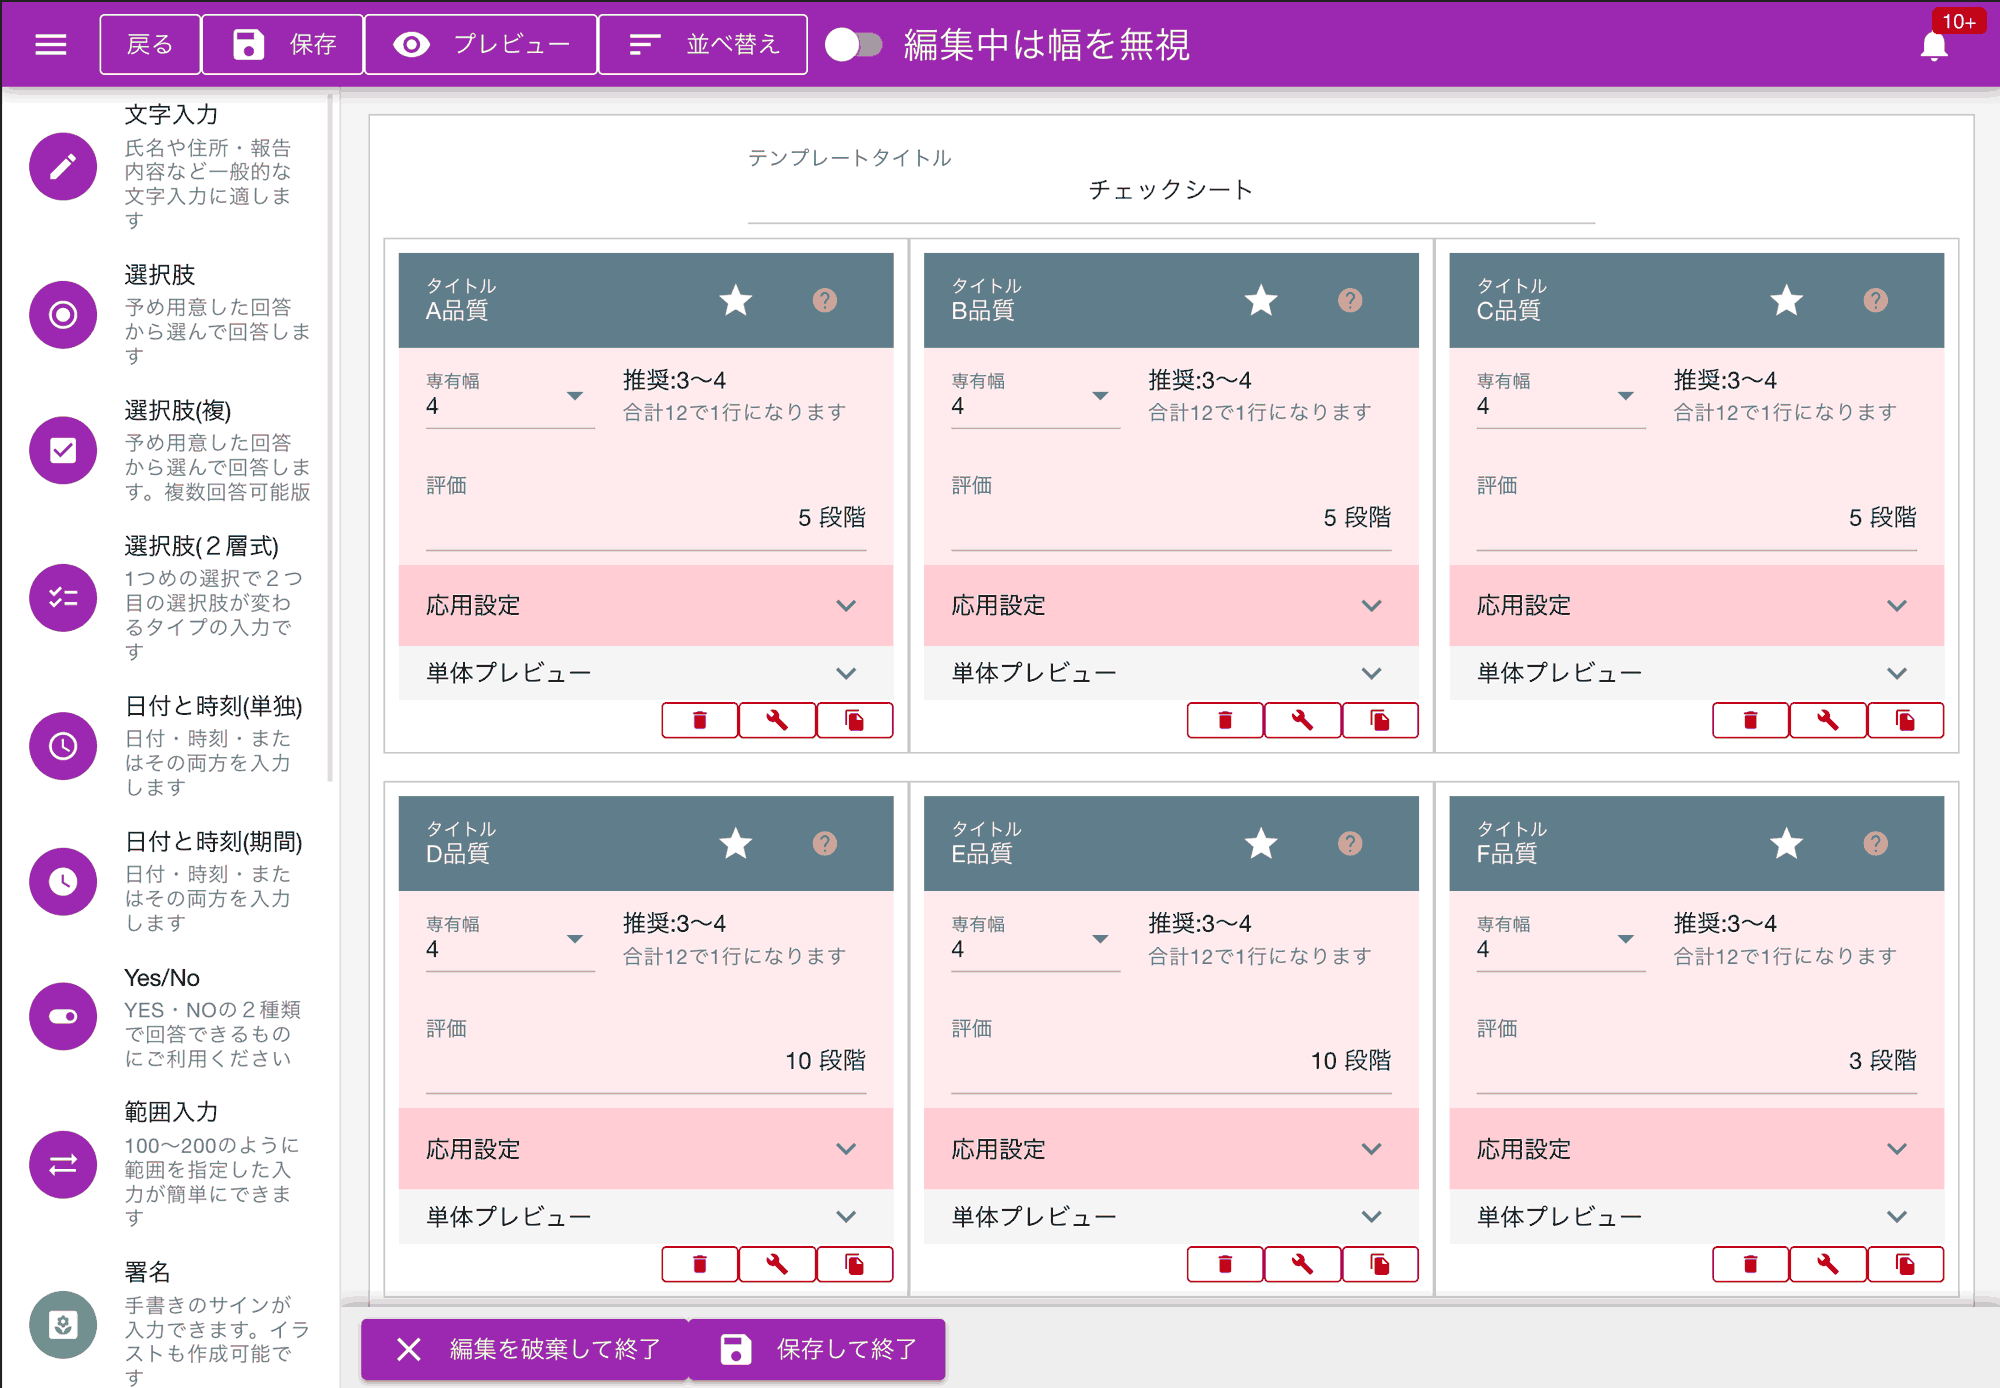 戻る 保存 プレビュー 並べ替え 編集中は幅を無視 10+
文字入力
氏名や住所・報告
内容など一般的な
文字入力に適しま
す
選択肢
予め用意した回答
から選んで回答しま
す
選択肢(複)
予め用意した回答
から選んで回答しま
す。複数回答可能版
選択肢(２層式)
1つめの選択で２つ
目の選択肢が変わ
るタイプの入力で
す
日付と時刻(単独)
日付・時刻・また
はその両方を入力
します
日付と時刻(期間)
日付・時刻・また
はその両方を入力
します
Yes/No
YES・NOの２種類
で回答できるもの
にご利用ください
範囲入力
100〜200のように
範囲を指定した入
力が簡単にできま
す
署名
手書きのサインが
入力できます。イラ
ストも作成可能で
す
テンプレートタイトル
チェックシート
タイトル
A品質
専有幅
4
推奨:3〜4
合計12で1行になります
評価
5 段階
応用設定
単体プレビュー
タイトル
B品質
専有幅
4
推奨:3〜4
合計12で1行になります
評価
5 段階
応用設定
単体プレビュー
タイトル
C品質
専有幅
4
推奨:3〜4
合計12で1行になります
評価
5 段階
応用設定
単体プレビュー
タイトル
D品質
専有幅
4
推奨:3〜4
合計12で1行になります
評価
10 段階
応用設定
単体プレビュー
タイトル
E品質
専有幅
4
推奨:3〜4
合計12で1行になります
評価
10 段階
応用設定
単体プレビュー
タイトル
F品質
専有幅
4
推奨:3〜4
合計12で1行になります
評価
3 段階
応用設定
単体プレビュー
編集を破棄して終了 保存して終了